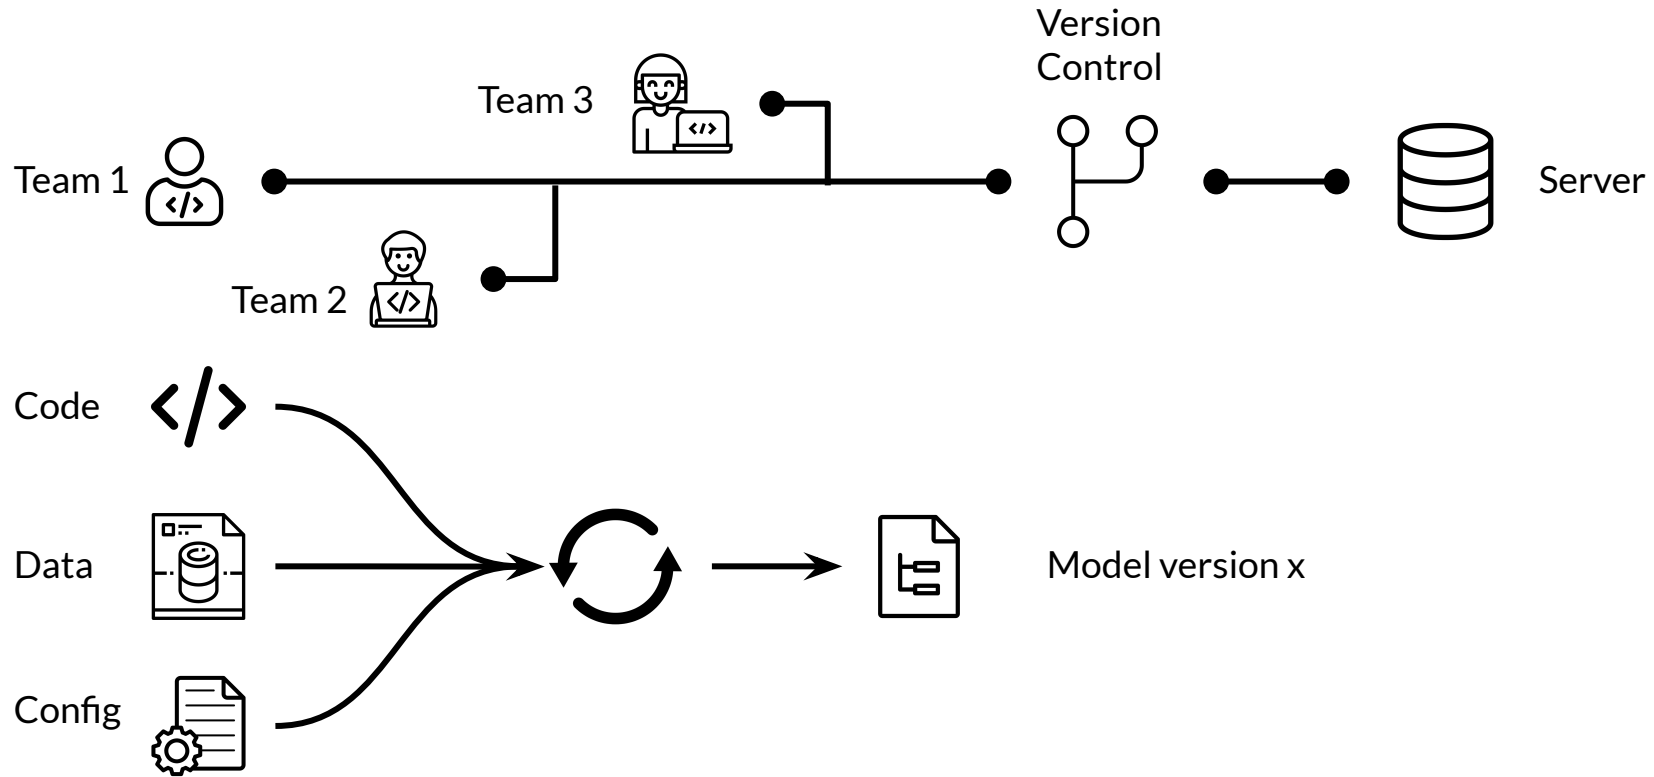 Version
Control
Team 3
Team 1
Server
Team 2
Code
Data
Model version x
Config